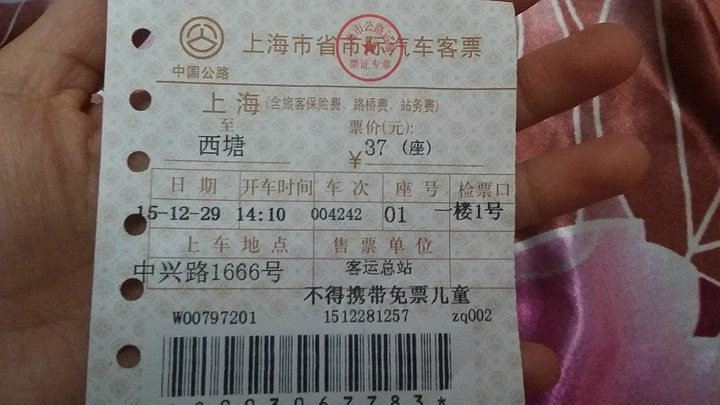 上海市省市际汽车客票
中国公路
票证专章
上海(含旅客保险费、路桥费、站务费)
至 票价(元):
西塘 ¥37 (座)
日期 开车时间 车次 座号 检票口
15-12-29 14:10 004242 01 一楼1号
上车地点 售票单位
中兴路1666号 客运总站
不得携带免票儿童
W00797201 1512281257 zq002